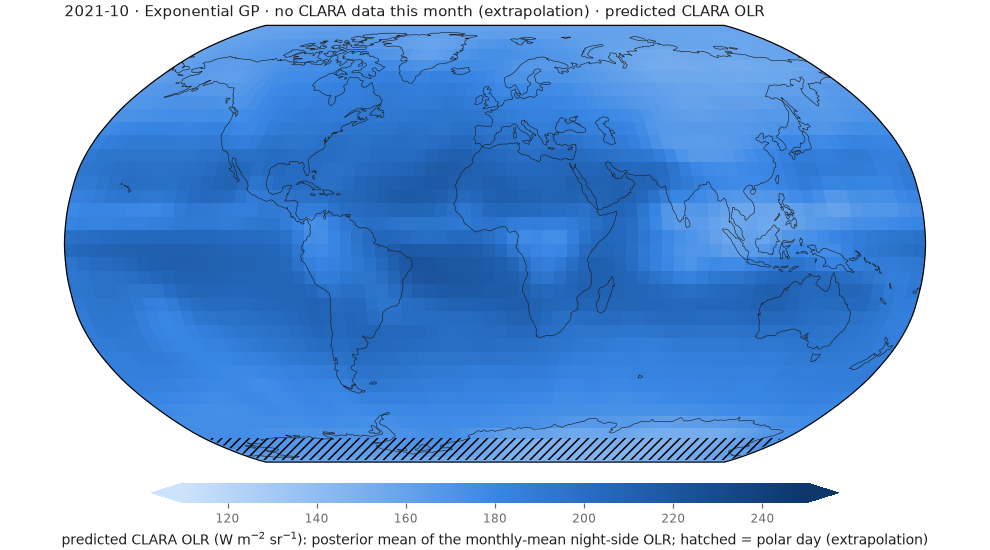 2021-10 · Exponential GP · no CLARA data this month (extrapolation) · predicted CLARA OLR
120 140 160 180 200 220 240
predicted CLARA OLR (W m⁻² sr⁻¹): posterior mean of the monthly-mean night-side OLR; hatched = polar day (extrapolation)